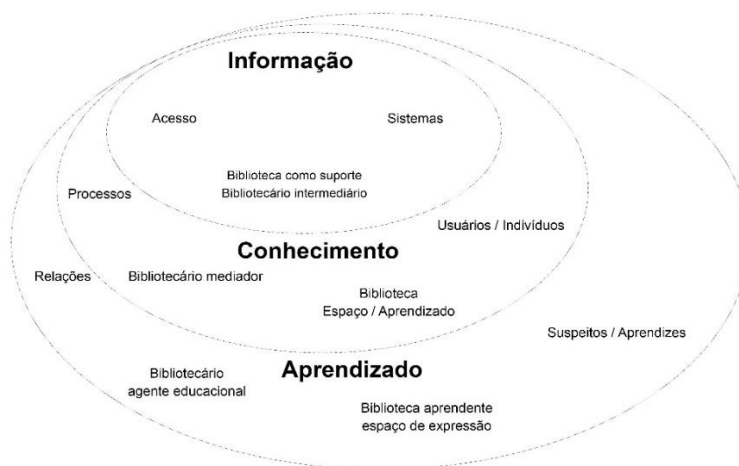 Informação
Acesso
Sistemas
Biblioteca como suporte
Bibliotecário intermediário
Processos
Usuários / Indivíduos
Conhecimento
Relações
Bibliotecário mediador
Biblioteca
Espaço / Aprendizado
Suspeitos / Aprendizes
Aprendizado
Bibliotecário
agente educacional
Biblioteca aprendente
espaço de expressão